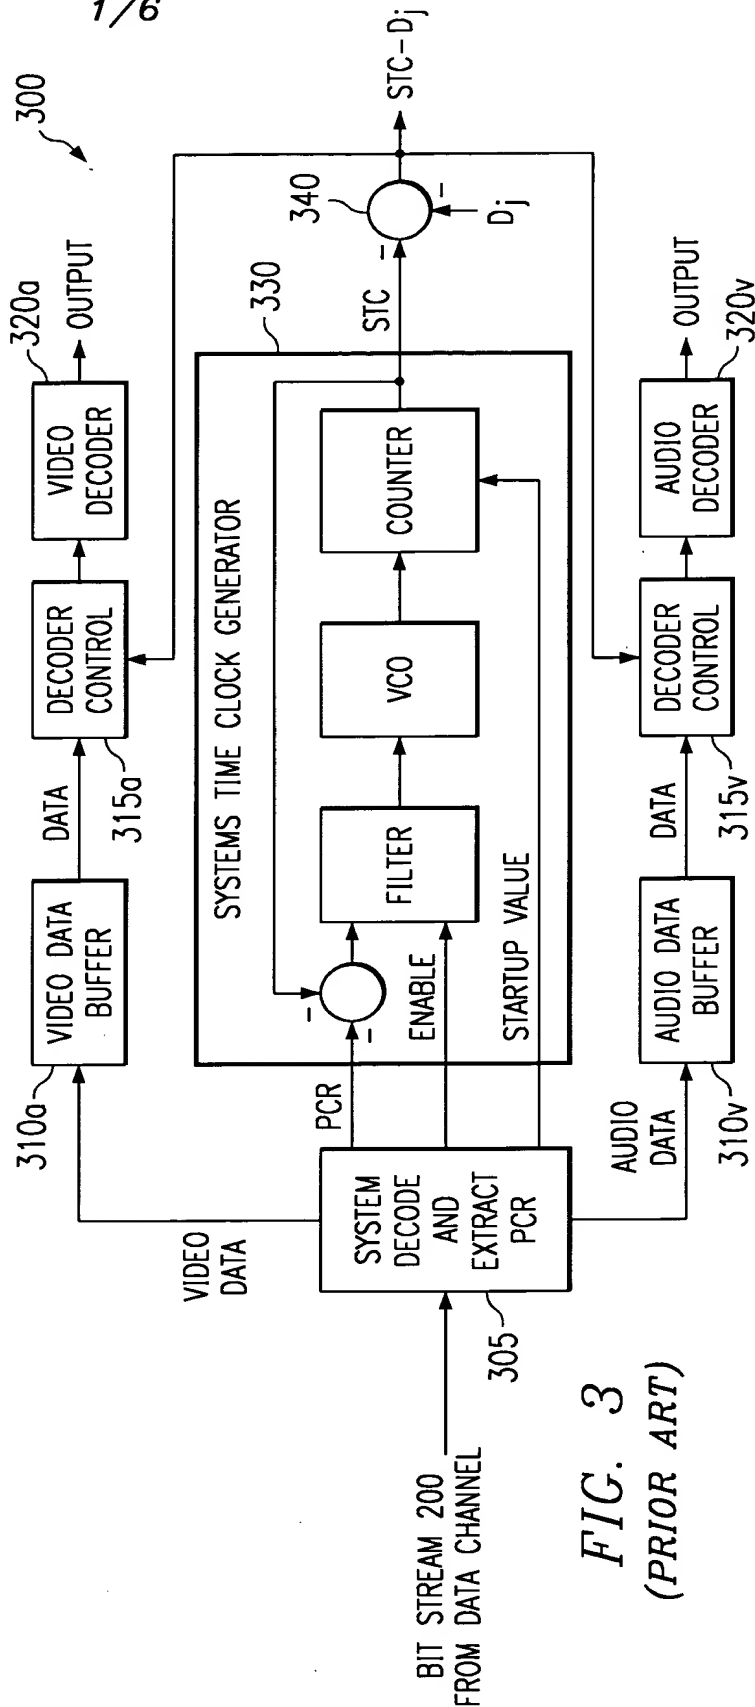 1/6
300
320a
VIDEO
DECODER
OUTPUT
DECODER
CONTROL
315a
DATA
VIDEO DATA
BUFFER
310a
VIDEO
DATA
330
SYSTEMS TIME CLOCK GENERATOR
PCR
ENABLE
STARTUP VALUE
FILTER
VCO
COUNTER
STC
340
-
-
-
-
Dj
STC-Dj
SYSTEM
DECODE
AND
EXTRACT
PCR
305
BIT STREAM 200
FROM DATA CHANNEL
AUDIO
DATA
AUDIO DATA
BUFFER
310v
DATA
DECODER
CONTROL
315v
AUDIO
DECODER
320v
OUTPUT
FIG. 3
(PRIOR ART)